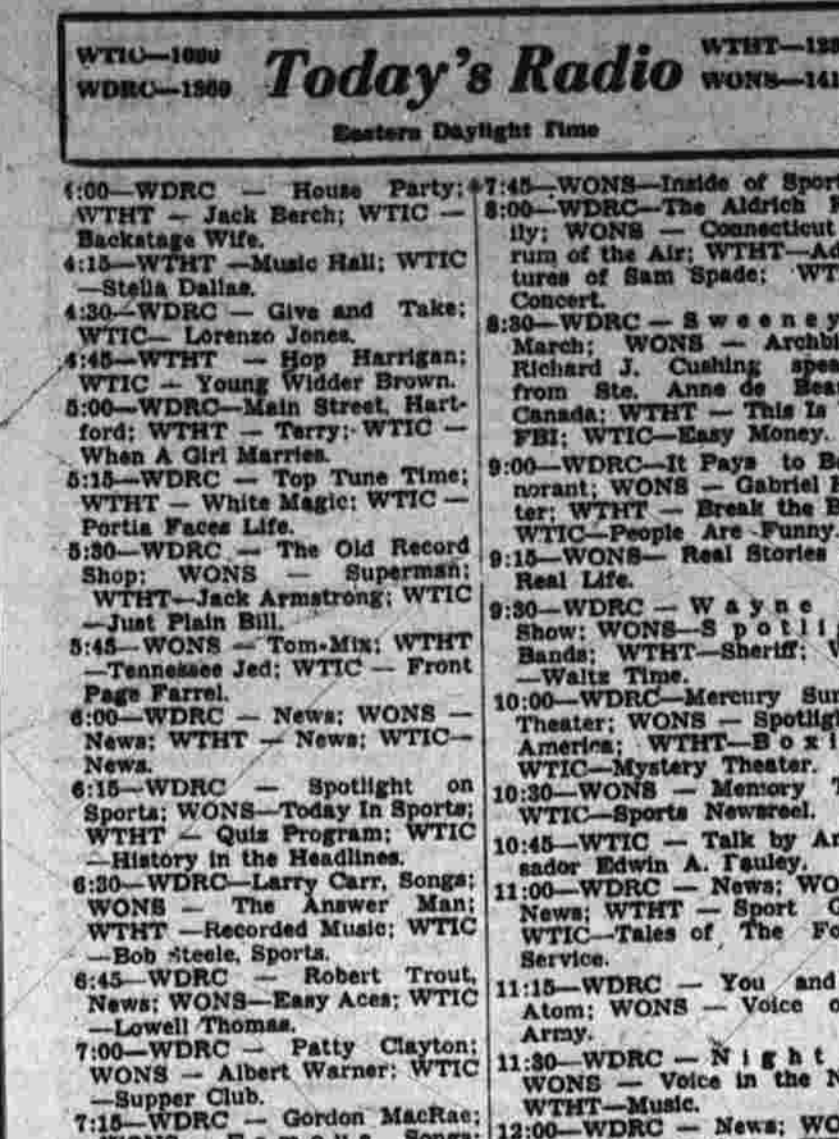 WTIC—1080
WDRC—1360
Today's Radio
WTHT—12
WONS—141
Eastern Daylight Time
4:00—WDRC — House Party;
WTHT — Jack Berch; WTIC —
Backstage Wife.
4:15—WTHT —Music Hall; WTIC
—Stella Dallas.
4:30—WDRC — Give and Take;
WTIC— Lorenzo Jones.
4:45—WTHT — Hop Harrigan;
WTIC — Young Widder Brown.
5:00—WDRC—Main Street, Hart-
ford; WTHT — Terry; WTIC —
When A Girl Marries.
5:15—WDRC — Top Tune Time;
WTHT — White Magic; WTIC —
Portia Faces Life.
5:30—WDRC — The Old Record
Shop; WONS — Superman;
WTHT—Jack Armstrong; WTIC
—Just Plain Bill.
5:45—WONS — Tom-Mix; WTHT
—Tennessee Jed; WTIC — Front
Page Farrel.
6:00—WDRC — News; WONS —
News; WTHT — News; WTIC—
News.
6:15—WDRC — Spotlight on
Sports; WONS—Today In Sports;
WTHT — Quiz Program; WTIC
—History in the Headlines.
6:30—WDRC—Larry Carr, Songs;
WONS — The Answer Man;
WTHT —Recorded Music; WTIC
—Bob Steele, Sports.
6:45—WDRC — Robert Trout,
News; WONS—Easy Aces; WTIC
—Lowell Thomas.
7:00—WDRC — Patty Clayton;
WONS — Albert Warner; WTIC
—Supper Club.
7:15—WDRC — Gordon MacRae;
7:45—WONS—Inside of Sport
8:00—WDRC—The Aldrich F
ily; WONS — Connecticut
rum of the Air; WTHT—Ad
tures of Sam Spade; WT
Concert.
8:30—WDRC — Sweeney
March; WONS — Archbi
Richard J. Cushing spea
from Ste. Anne de Bea
Canada; WTHT — This Is
FBI; WTIC—Easy Money.
9:00—WDRC—It Pays to Be
norant; WONS — Gabriel H
ter; WTHT — Break the B
WTIC—People Are Funny.
9:15—WONS— Real Stories
Real Life.
9:30—WDRC — Wayne
Show; WONS—Spotlig
Bands; WTHT—Sheriff; W
—Waltz Time.
10:00—WDRC—Mercury Su
Theater; WONS — Spotlig
America; WTHT—Boxi
WTIC—Mystery Theater.
10:30—WONS — Memory
WTIC—Sports Newsreel.
10:45—WTIC — Talk by Am
sador Edwin A. Pauley.
11:00—WDRC — News; WO
News; WTHT — Sport
WTIC—Tales of The Fo
Service.
11:15—WDRC — You and
Atom; WONS — Voice
Army.
11:30—WDRC — Night
WONS — Voice in the N
WTHT—Music.
12:00—WDRC — News; WO